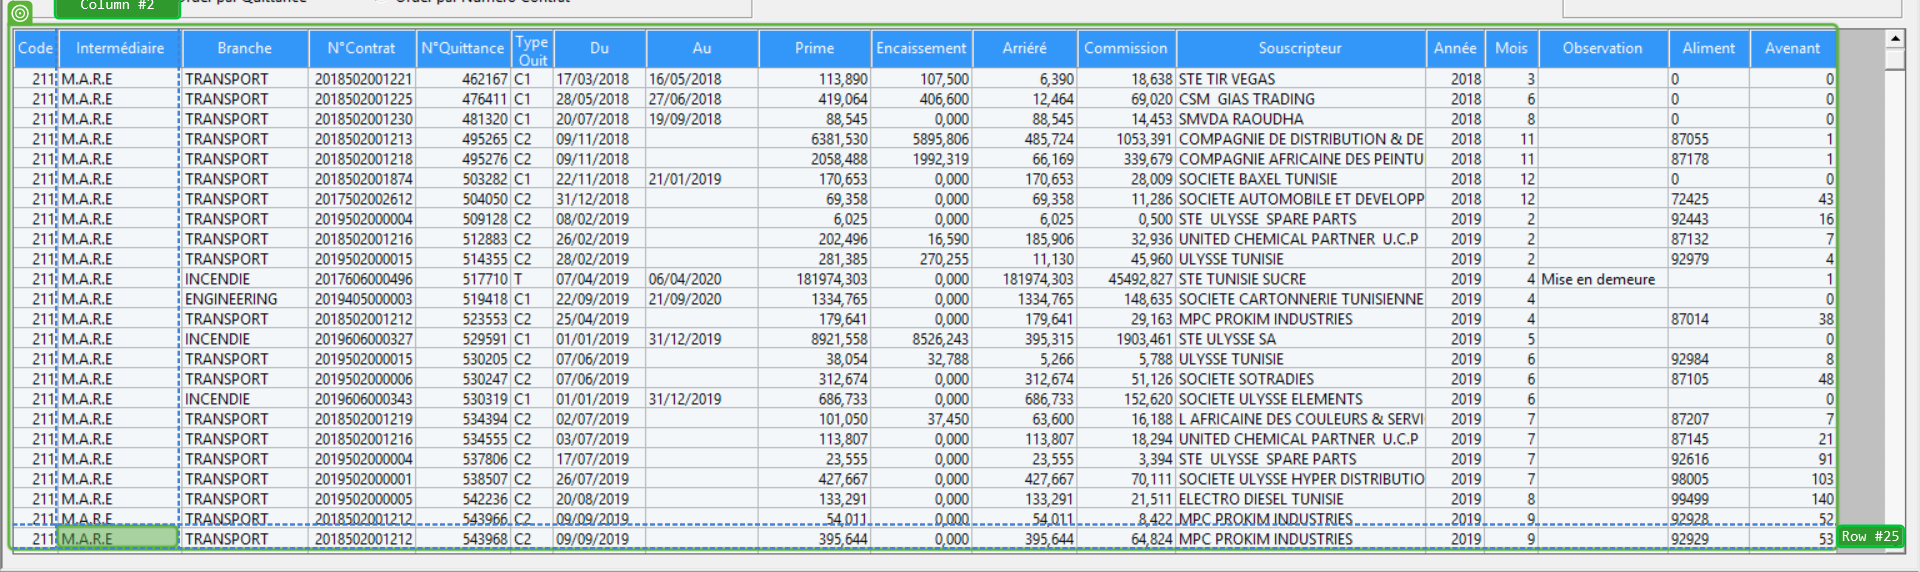 Column #2
Order par Quittance Order par Numéro Contrat
Code Intermédiaire Branche N°Contrat N°Quittance Type Quit Du Au Prime Encaissement Arriéré Commission Souscripteur Année Mois Observation Aliment Avenant
211 M.A.R.E TRANSPORT 2018502001221 462167 C1 17/03/2018 16/05/2018 113,890 107,500 6,390 18,638 STE TIR VEGAS 2018 3 0 0
211 M.A.R.E TRANSPORT 2018502001225 476411 C1 28/05/2018 27/06/2018 419,064 406,600 12,464 69,020 CSM GIAS TRADING 2018 6 0 0
211 M.A.R.E TRANSPORT 2018502001230 481320 C1 20/07/2018 19/09/2018 88,545 0,000 88,545 14,453 SMVDA RAOUDHA 2018 8 0 0
211 M.A.R.E TRANSPORT 2018502001213 495265 C2 09/11/2018 6381,530 5895,806 485,724 1053,391 COMPAGNIE DE DISTRIBUTION & DE 2018 11 87055 1
211 M.A.R.E TRANSPORT 2018502001218 495276 C2 09/11/2018 2058,488 1992,319 66,169 339,679 COMPAGNIE AFRICAINE DES PEINTU 2018 11 87178 1
211 M.A.R.E TRANSPORT 2018502001874 503282 C1 22/11/2018 21/01/2019 170,653 0,000 170,653 28,009 SOCIETE BAXEL TUNISIE 2018 12 0 0
211 M.A.R.E TRANSPORT 2017502002612 504050 C2 31/12/2018 69,358 0,000 69,358 11,286 SOCIETE AUTOMOBILE ET DEVELOPP 2018 12 72425 43
211 M.A.R.E TRANSPORT 2019502000004 509128 C2 08/02/2019 6,025 0,000 6,025 0,500 STE ULYSSE SPARE PARTS 2019 2 92443 16
211 M.A.R.E TRANSPORT 2018502001216 512883 C2 26/02/2019 202,496 16,590 185,906 32,936 UNITED CHEMICAL PARTNER U.C.P 2019 2 87132 7
211 M.A.R.E TRANSPORT 2019502000015 514355 C2 28/02/2019 281,385 270,255 11,130 45,960 ULYSSE TUNISIE 2019 2 92979 4
211 M.A.R.E INCENDIE 2017606000496 517710 T 07/04/2019 06/04/2020 181974,303 0,000 181974,303 45492,827 STE TUNISIE SUCRE 2019 4 Mise en demeure 1
211 M.A.R.E ENGINEERING 2019405000003 519418 C1 22/09/2019 21/09/2020 1334,765 0,000 1334,765 148,635 SOCIETE CARTONNERIE TUNISIENNE 2019 4 0
211 M.A.R.E TRANSPORT 2018502001212 523553 C2 25/04/2019 179,641 0,000 179,641 29,163 MPC PROKIM INDUSTRIES 2019 4 87014 38
211 M.A.R.E INCENDIE 2019606000327 529591 C1 01/01/2019 31/12/2019 8921,558 8526,243 395,315 1903,461 STE ULYSSE SA 2019 5 0
211 M.A.R.E TRANSPORT 2019502000015 530205 C2 07/06/2019 38,054 32,788 5,266 5,788 ULYSSE TUNISIE 2019 6 92984 8
211 M.A.R.E TRANSPORT 2019502000006 530247 C2 07/06/2019 312,674 0,000 312,674 51,126 SOCIETE SOTRADIES 2019 6 87105 48
211 M.A.R.E INCENDIE 2019606000343 530319 C1 01/01/2019 31/12/2019 686,733 0,000 686,733 152,620 SOCIETE ULYSSE ELEMENTS 2019 6 0
211 M.A.R.E TRANSPORT 2018502001219 534394 C2 02/07/2019 101,050 37,450 63,600 16,188 L AFRICAINE DES COULEURS & SERVI 2019 7 87207 7
211 M.A.R.E TRANSPORT 2018502001216 534555 C2 03/07/2019 113,807 0,000 113,807 18,294 UNITED CHEMICAL PARTNER U.C.P 2019 7 87145 21
211 M.A.R.E TRANSPORT 2019502000004 537806 C2 17/07/2019 23,555 0,000 23,555 3,394 STE ULYSSE SPARE PARTS 2019 7 92616 91
211 M.A.R.E TRANSPORT 2019502000001 538507 C2 26/07/2019 427,667 0,000 427,667 70,111 SOCIETE ULYSSE HYPER DISTRIBUTIO 2019 7 98005 103
211 M.A.R.E TRANSPORT 2019502000005 542236 C2 20/08/2019 133,291 0,000 133,291 21,511 ELECTRO DIESEL TUNISIE 2019 8 99499 140
211 M.A.R.E TRANSPORT 2018502001212 543966 C2 09/09/2019 54,011 0,000 54,011 8,422 MPC PROKIM INDUSTRIES 2019 9 92928 52
211 M.A.R.E TRANSPORT 2018502001212 543968 C2 09/09/2019 395,644 0,000 395,644 64,824 MPC PROKIM INDUSTRIES 2019 9 92929 53
Row #25